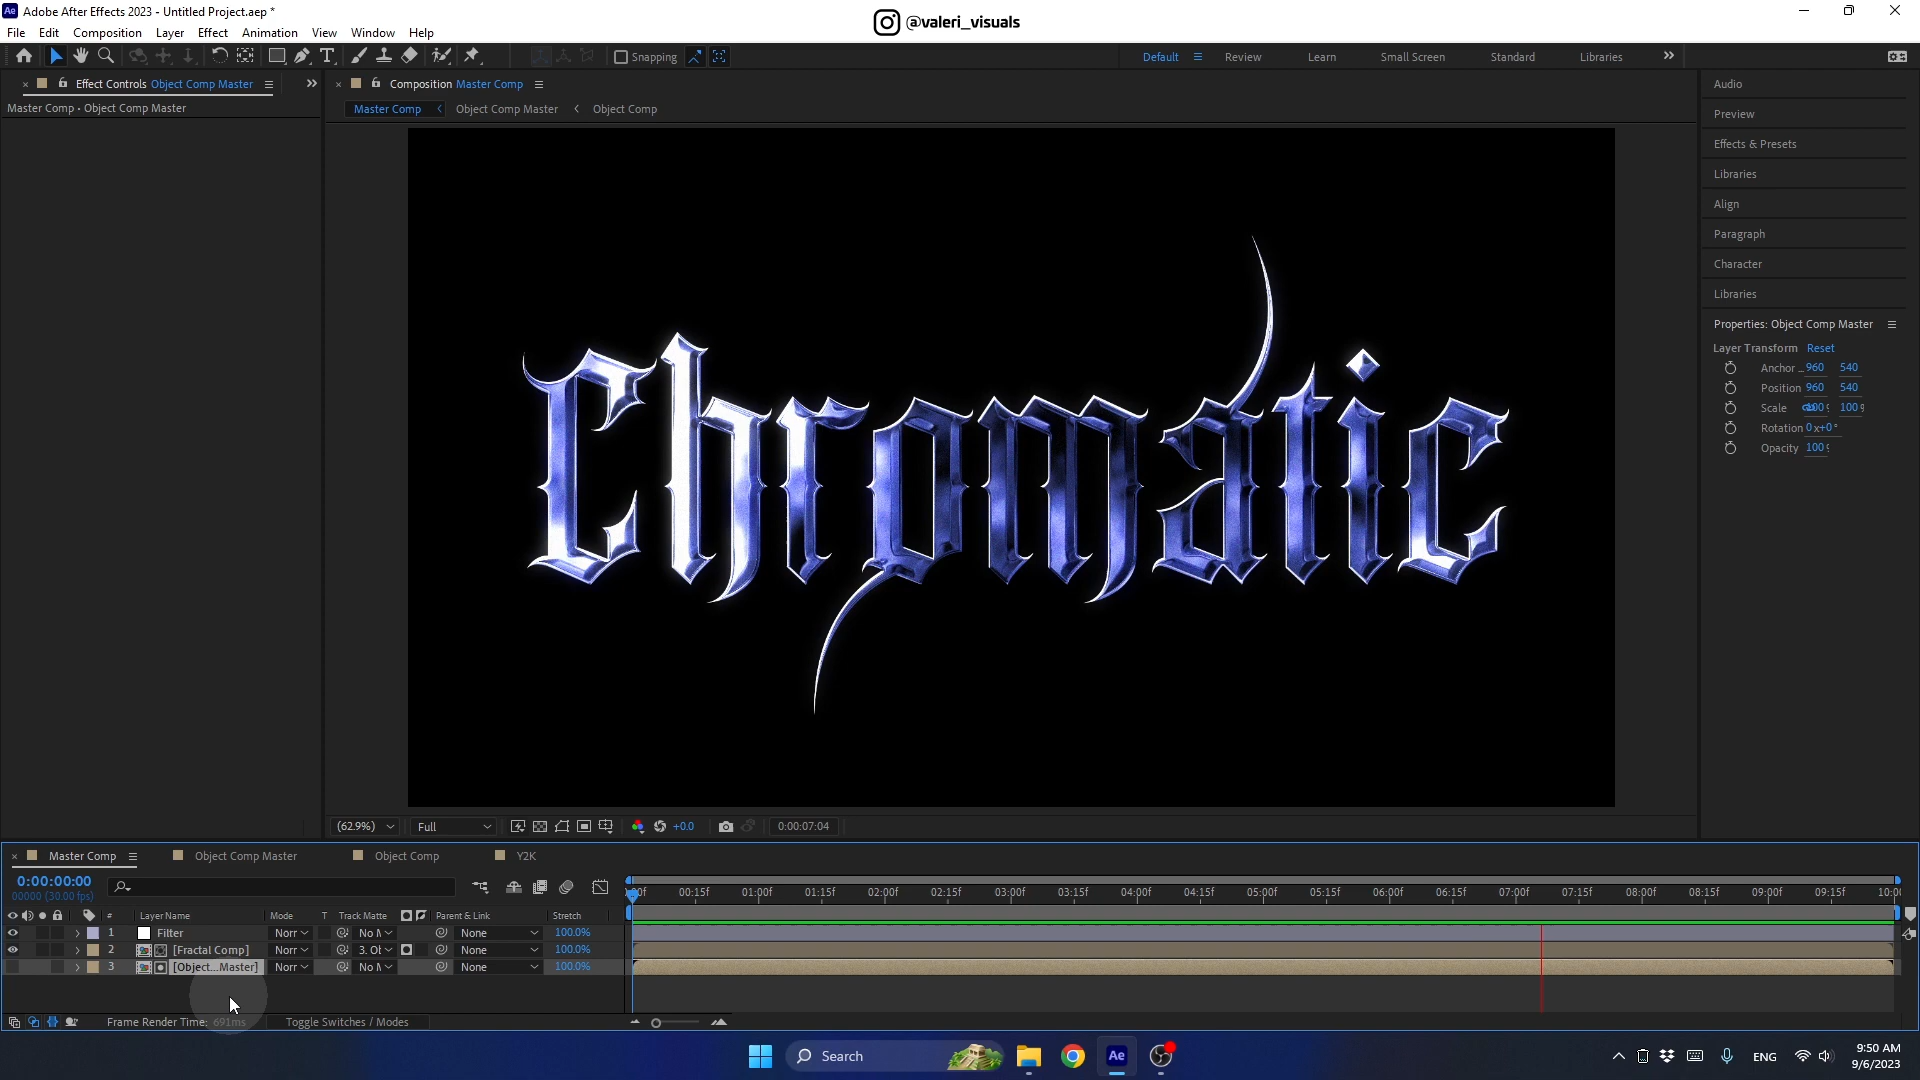 Ae Adobe After Effects 2023 - Untitled Project.aep *
@valeri_visuals
File Edit Composition Layer Effect Animation View Window Help
Snapping
Default Review Learn Small Screen Standard Libraries
Effect Controls Object Comp Master
Composition Master Comp
Master Comp • Object Comp Master
Master Comp Object Comp Master Object Comp
Audio
Preview
Effects & Presets
Libraries
Align
Paragraph
Character
Libraries
Properties: Object Comp Master
Layer Transform Reset
Anchor ... 960 540
Position 960 540
Scale 100
Rotation 0x+0°
Opacity 100
Chromatic
(62.9%) Full +0.0 0:00:07:04
Master Comp Object Comp Master Object Comp Y2K
0:00:00:00
00000 (30.00 fps)
00:15f 01:00f 01:15f 02:00f 02:15f 03:00f 03:15f 04:00f 04:15f 05:00f 05:15f 06:00f 06:15f 07:00f 07:15f 08:00f 08:15f 09:00f 09:15f
# Layer Name Mode T Track Matte Parent & Link Stretch
1 Filter None 100.0%
2 [Fractal Comp] None 100.0%
3 [Object...Master] None 100.0%
Frame Render Time: 691ms Toggle Switches / Modes
Search
Ae
ENG
9:50 AM
9/6/2023